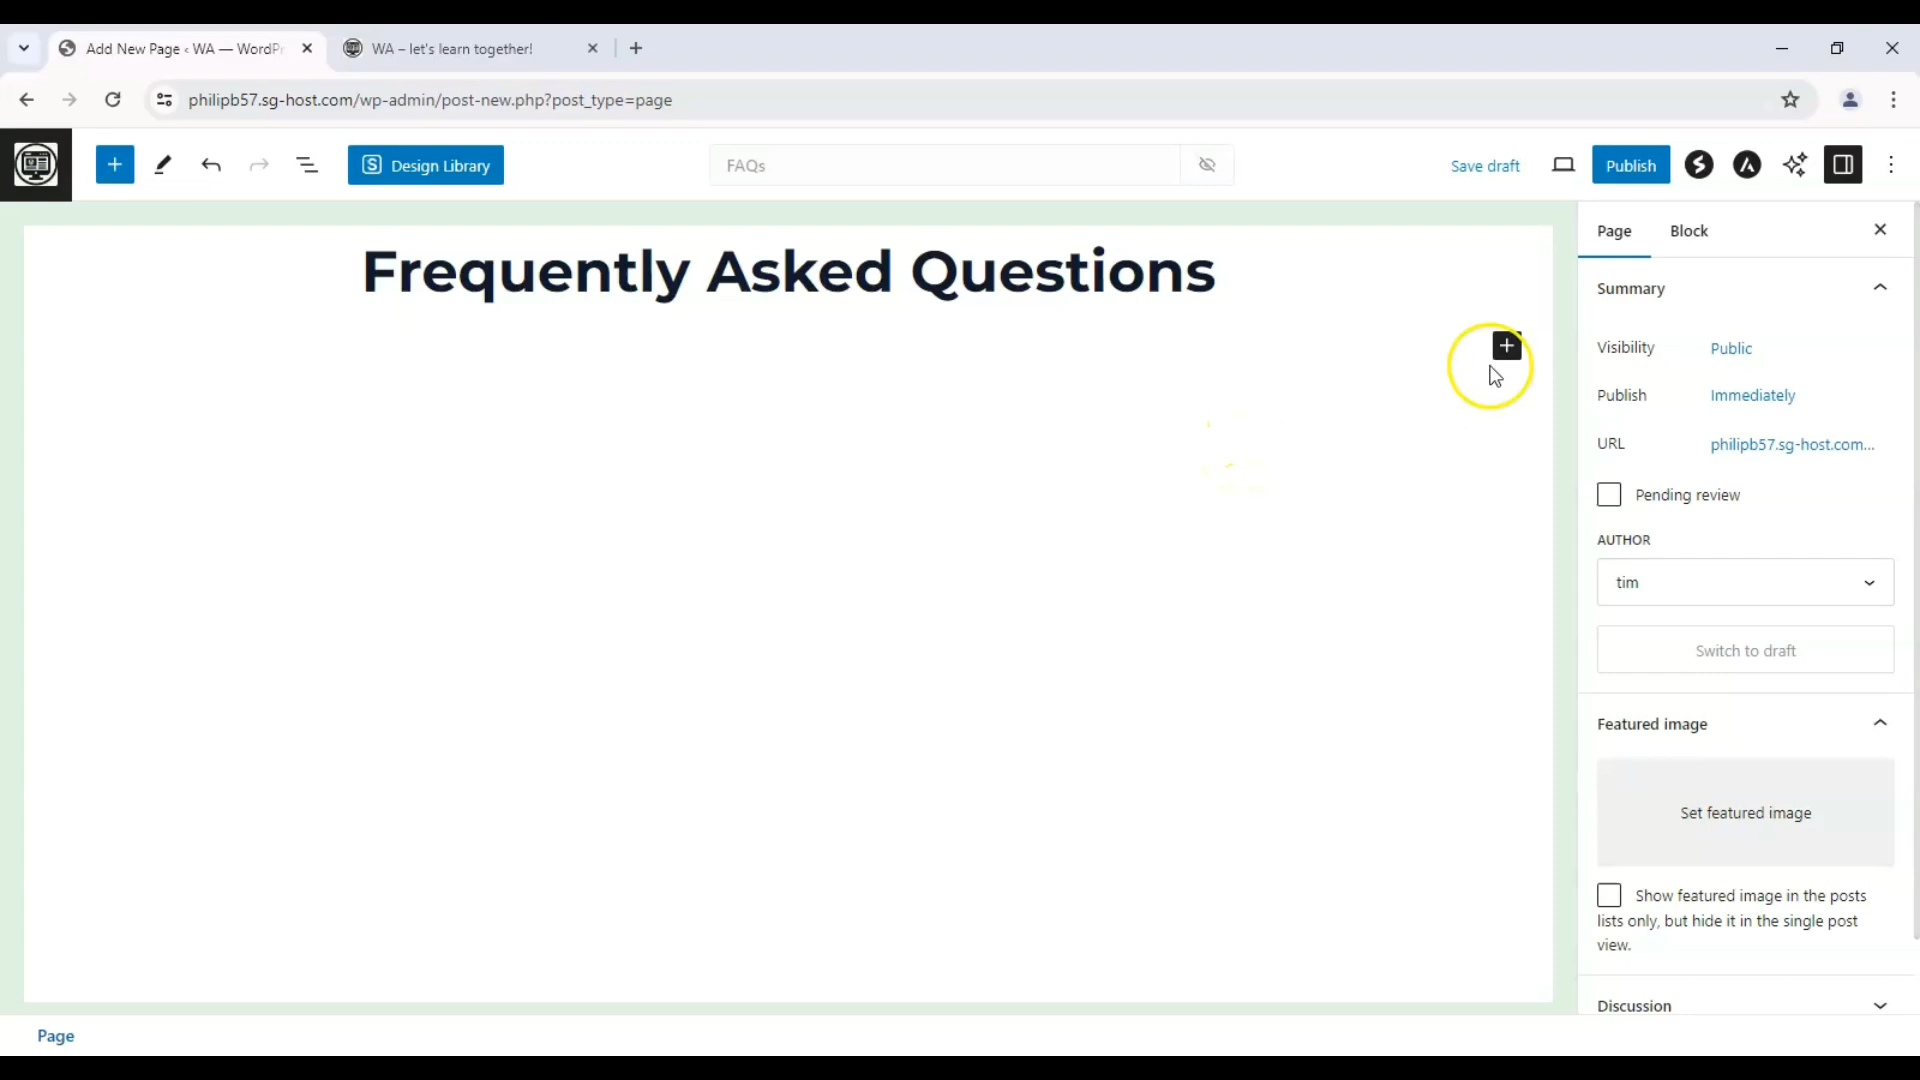 Add New Page ‹ WA — WordPr
WA – let's learn together!
philipb57.sg-host.com/wp-admin/post-new.php?post_type=page
Design Library
FAQs
Save draft
Publish
Frequently Asked Questions
Page
Block
Summary
Visibility
Public
Publish
Immediately
URL
philipb57.sg-host.com...
Pending review
AUTHOR
tim
Switch to draft
Featured image
Set featured image
Show featured image in the posts
lists only, but hide it in the single post
view.
Discussion
Page